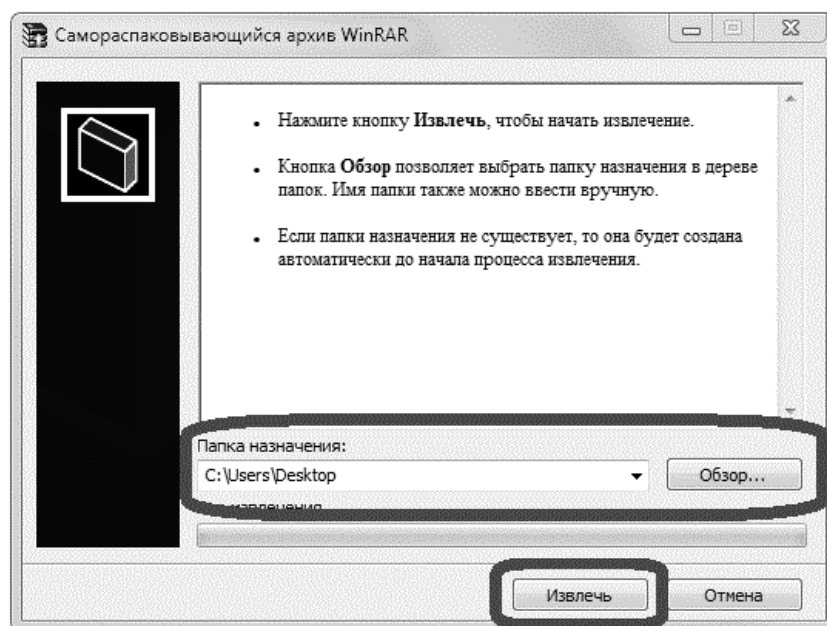 Самораспаковывающийся архив WinRAR
Нажмите кнопку Извлечь, чтобы начать извлечение.
Кнопка Обзор позволяет выбрать папку назначения в дереве
папок. Имя папки также можно ввести вручную.
Если папки назначения не существует, то она будет создана
автоматически до начала процесса извлечения.
Папка назначения:
C:\Users\Desktop
Обзор...
извлечения
Извлечь
Отмена